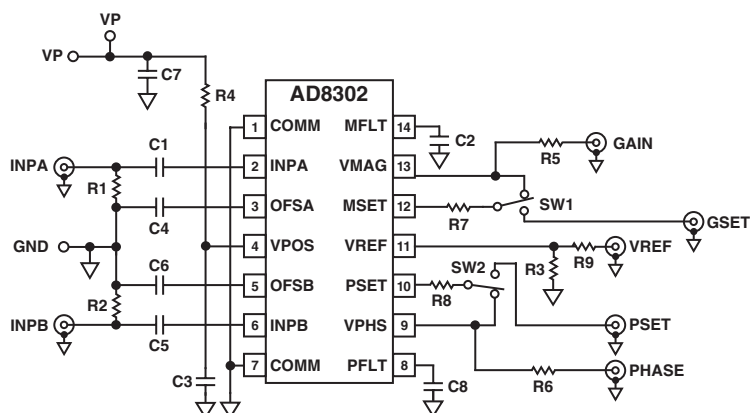 VP
VP
C7
R4
AD8302
1 COMM MFLT 14
C2
R5
GAIN
INPA
C1
2 INPA VMAG 13
R1
3 OFSA MSET 12
R7
SW1
GSET
C4
GND
4 VPOS VREF 11
R3
R9
VREF
C6
SW2
5 OFSB PSET 10
R8
R2
INPB
C5
6 INPB VPHS 9
PSET
C3
7 COMM PFLT 8
C8
R6
PHASE